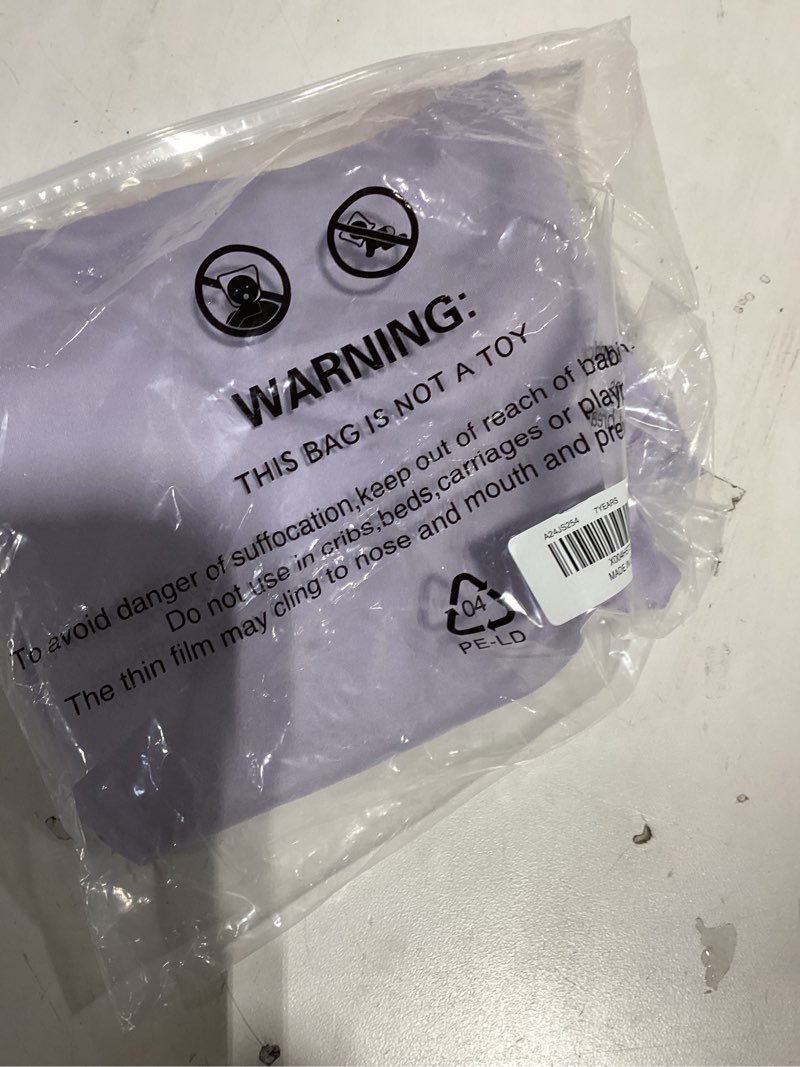 WARNING:
THIS BAG IS NOT A TOY
To avoid danger of suffocation,keep out of reach of
Do not use in cribs,beds,carriages or
The thin film may cling to nose and mouth and
04
PE-LD
A24JS254 7YEARS
MADE